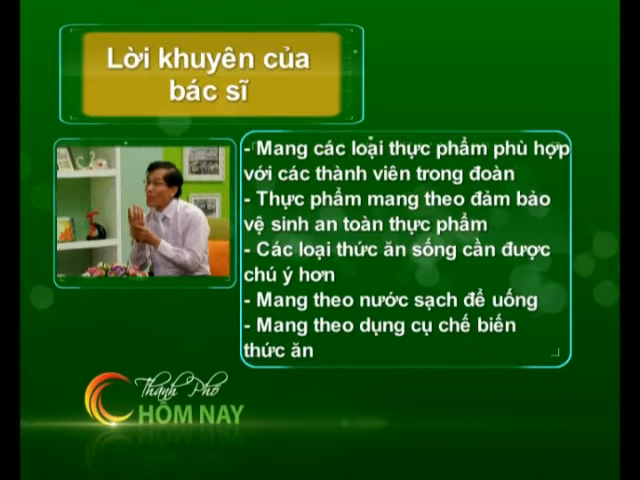 Lời khuyên của
bác sĩ
- Mang các loại thực phẩm phù hợp
với các thành viên trong đoàn
- Thực phẩm mang theo đảm bảo
vệ sinh an toàn thực phẩm
- Các loại thức ăn sống cần được
chú ý hơn
- Mang theo nước sạch để uống
- Mang theo dụng cụ chế biến
thức ăn
Thành Phố
HÔM NAY